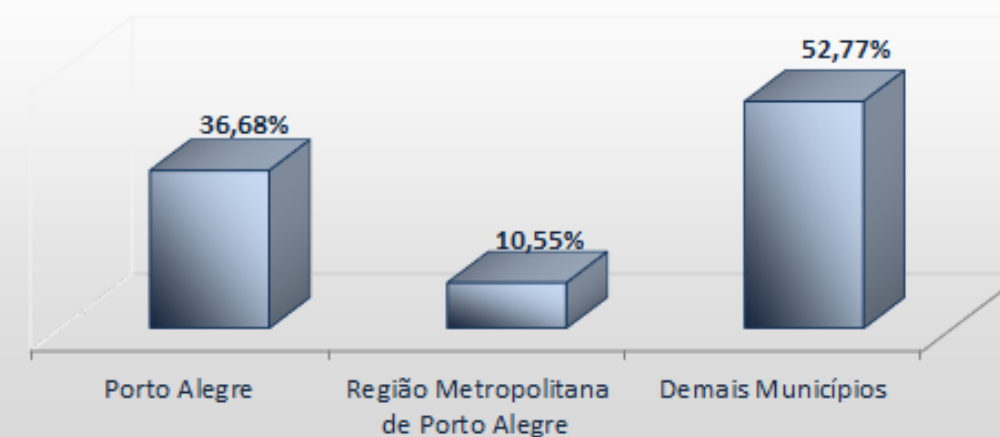 52,77%
36,68%
10,55%
Porto Alegre
Região Metropolitana
de Porto Alegre
Demais Municípios